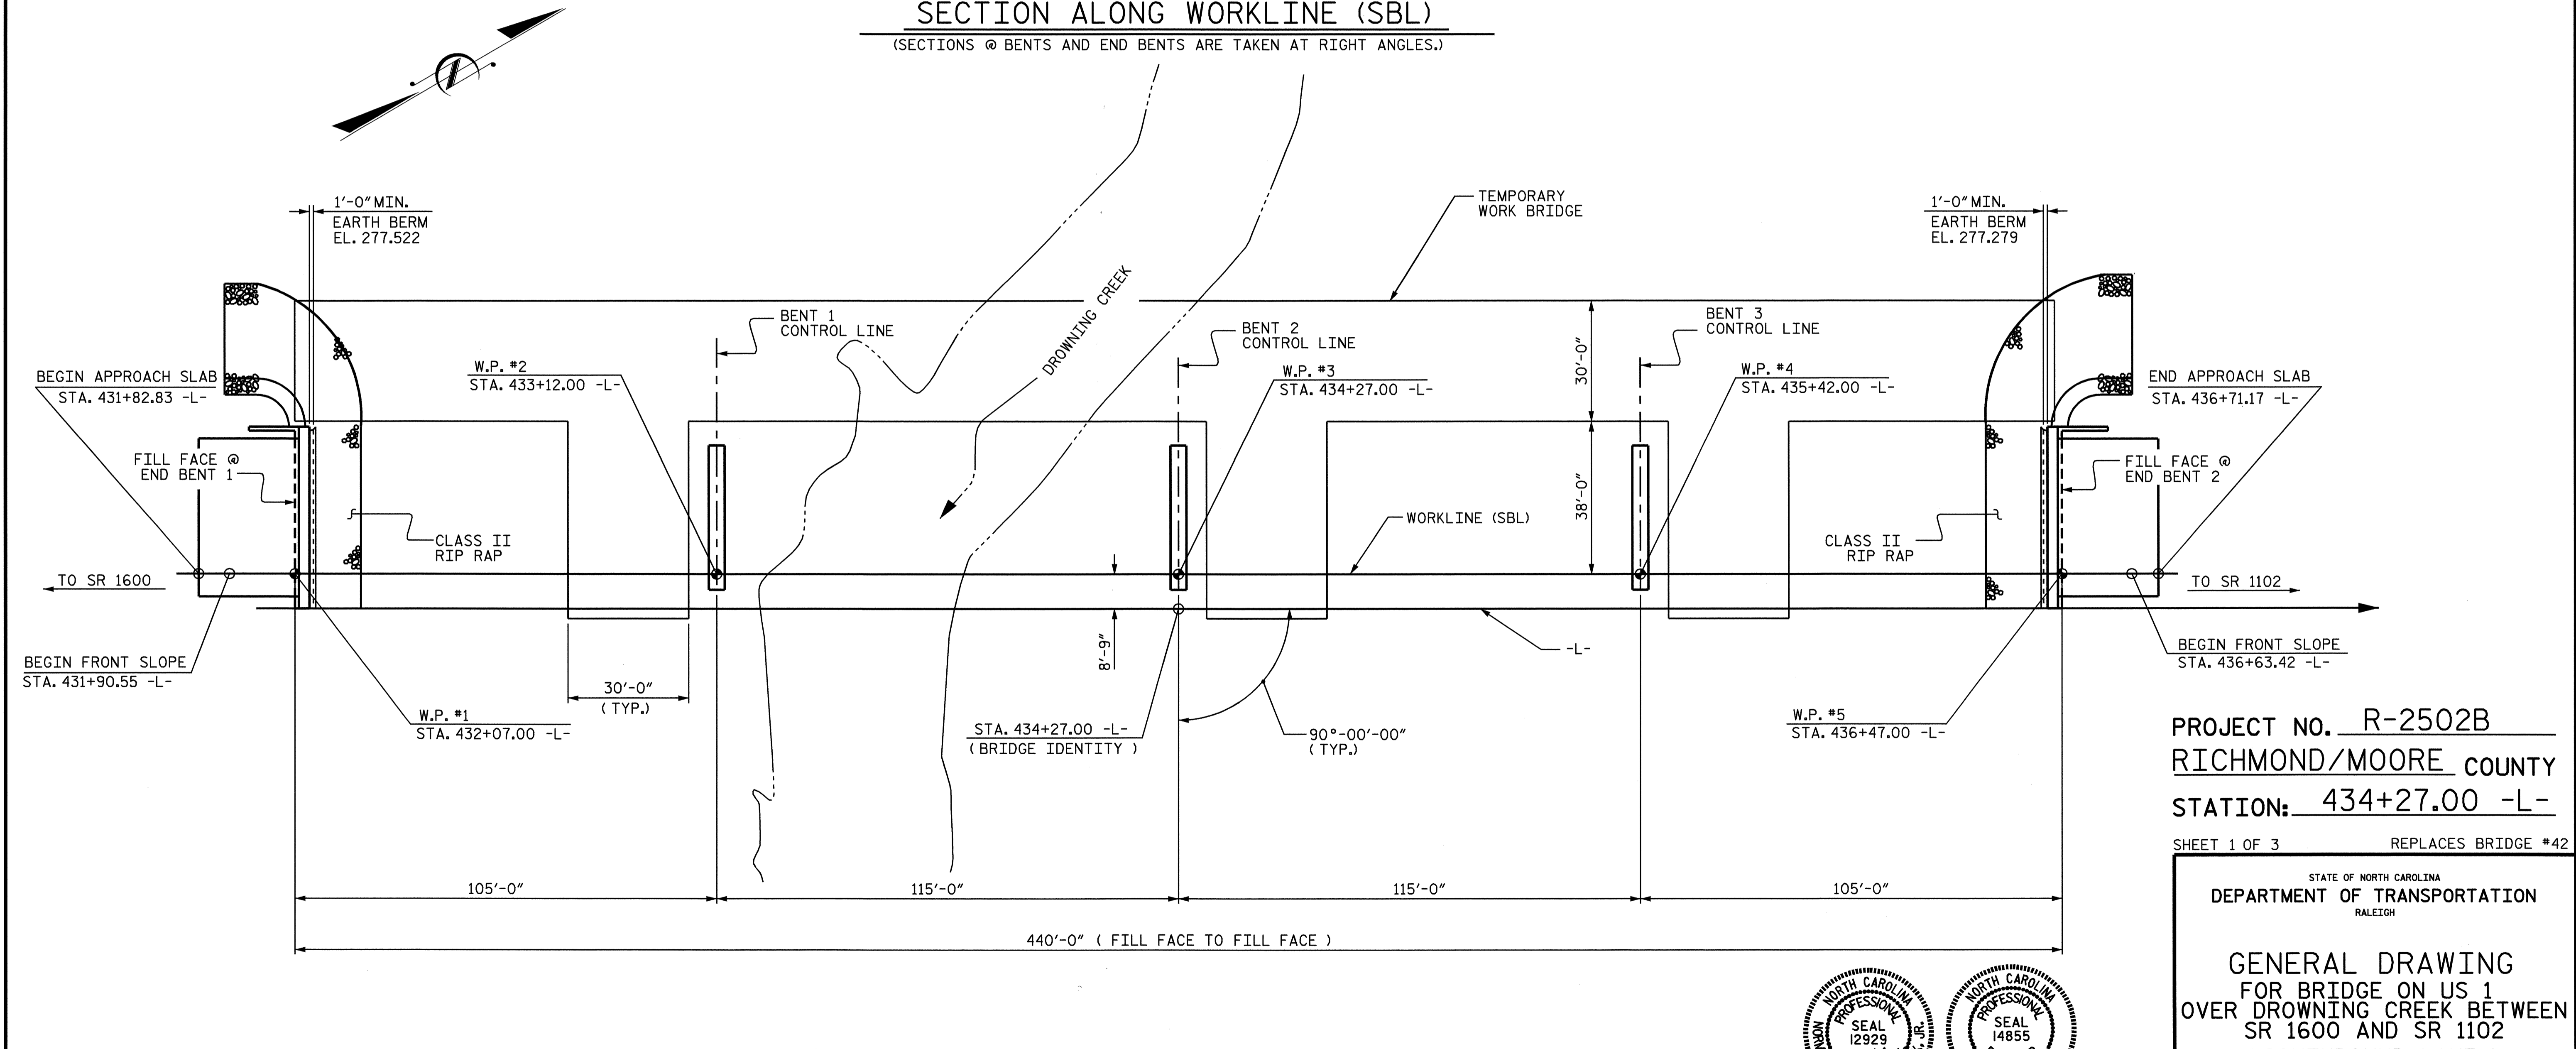 SECTION ALONG WORKLINE (SBL)
(SECTIONS @ BENTS AND END BENTS ARE TAKEN AT RIGHT ANGLES.)
1'-0" MIN.
EARTH BERM
EL. 277.522
TEMPORARY
WORK BRIDGE
1'-0" MIN.
EARTH BERM
EL. 277.279
DROWNING CREEK
BENT 1
CONTROL LINE
BENT 2
CONTROL LINE
BENT 3
CONTROL LINE
30'-0"
BEGIN APPROACH SLAB
STA. 431+82.83 -L-
W.P. #2
STA. 433+12.00 -L-
W.P. #3
STA. 434+27.00 -L-
W.P. #4
STA. 435+42.00 -L-
END APPROACH SLAB
STA. 436+71.17 -L-
FILL FACE @
END BENT 1
FILL FACE @
END BENT 2
38'-0"
WORKLINE (SBL)
CLASS II
RIP RAP
CLASS II
RIP RAP
TO SR 1600
TO SR 1102
8'-9"
-L-
BEGIN FRONT SLOPE
STA. 431+90.55 -L-
BEGIN FRONT SLOPE
STA. 436+63.42 -L-
30'-0"
( TYP.)
W.P. #1
STA. 432+07.00 -L-
STA. 434+27.00 -L-
( BRIDGE IDENTITY )
90°-00'-00"
( TYP.)
W.P. #5
STA. 436+47.00 -L-
105'-0"
115'-0"
115'-0"
105'-0"
440'-0" ( FILL FACE TO FILL FACE )
PROJECT NO. R-2502B
RICHMOND/MOORE COUNTY
STATION: 434+27.00 -L-
SHEET 1 OF 3
REPLACES BRIDGE #42
STATE OF NORTH CAROLINA
DEPARTMENT OF TRANSPORTATION
RALEIGH
GENERAL DRAWING
FOR BRIDGE ON US 1
OVER DROWNING CREEK BETWEEN
SR 1600 AND SR 1102
NORTH CAROLINA
PROFESSIONAL
SEAL
12929
JR.
NORTH CAROLINA
PROFESSIONAL
SEAL
14855